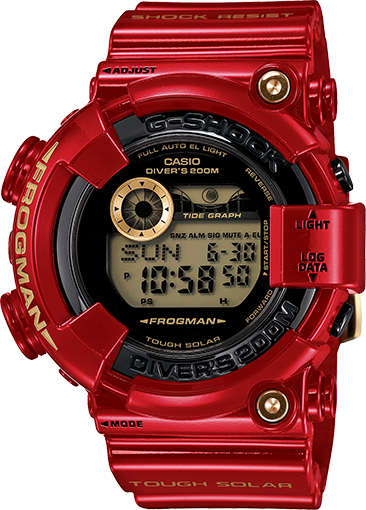 SHOCK RESIST
ADJUST
G-SHOCK
FULL AUTO EL LIGHT
CASIO
DIVER'S 200M
REVERSE
TIDE GRAPH
FROGMAN
SNZ ALM SIG MUTE A.EL
LIGHT
SUN 6-30
START/STOP
LOG
DATA
10:58 50
PS H
FORWARD
FROGMAN
TOUGH SOLAR
DIVER'S 200M
MODE
TOUGH SOLAR